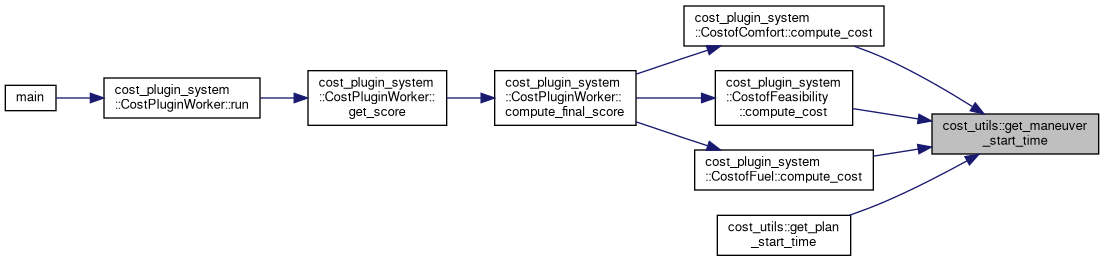 main
cost_plugin_system
::CostPluginWorker::run
cost_plugin_system
::CostPluginWorker::
get_score
cost_plugin_system
::CostPluginWorker::
compute_final_score
cost_plugin_system
::CostofComfort::compute_cost
cost_plugin_system
::CostofFeasibility
::compute_cost
cost_plugin_system
::CostofFuel::compute_cost
cost_utils::get_plan
_start_time
cost_utils::get_maneuver
_start_time